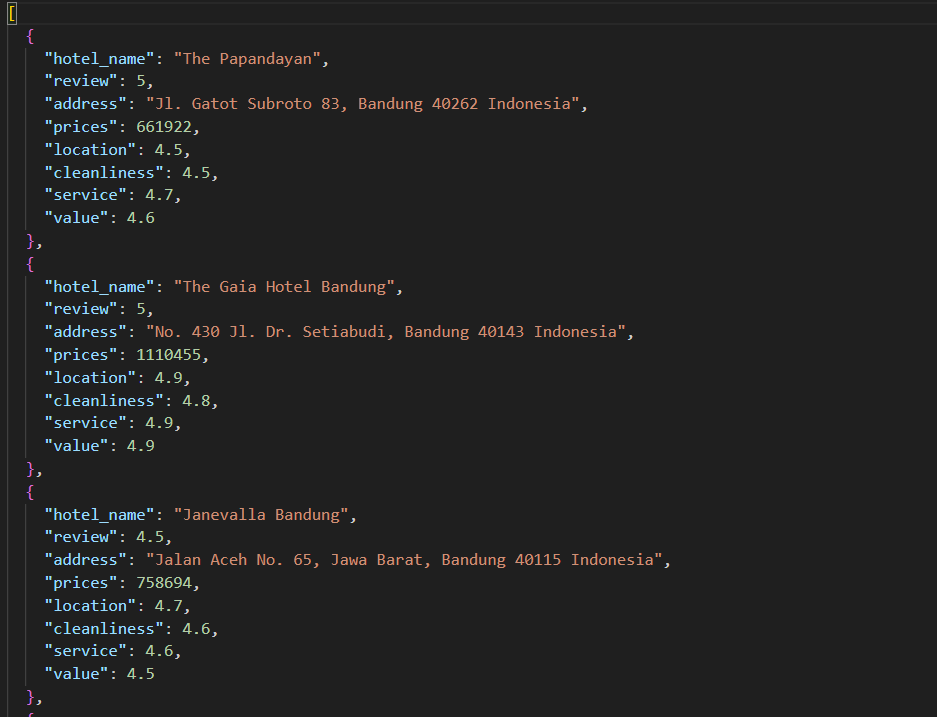 [
{
"hotel_name": "The Papandayan",
"review": 5,
"address": "Jl. Gatot Subroto 83, Bandung 40262 Indonesia",
"prices": 661922,
"location": 4.5,
"cleanliness": 4.5,
"service": 4.7,
"value": 4.6
},
{
"hotel_name": "The Gaia Hotel Bandung",
"review": 5,
"address": "No. 430 Jl. Dr. Setiabudi, Bandung 40143 Indonesia",
"prices": 1110455,
"location": 4.9,
"cleanliness": 4.8,
"service": 4.9,
"value": 4.9
},
{
"hotel_name": "Janevalla Bandung",
"review": 4.5,
"address": "Jalan Aceh No. 65, Jawa Barat, Bandung 40115 Indonesia",
"prices": 758694,
"location": 4.7,
"cleanliness": 4.6,
"service": 4.6,
"value": 4.5
},